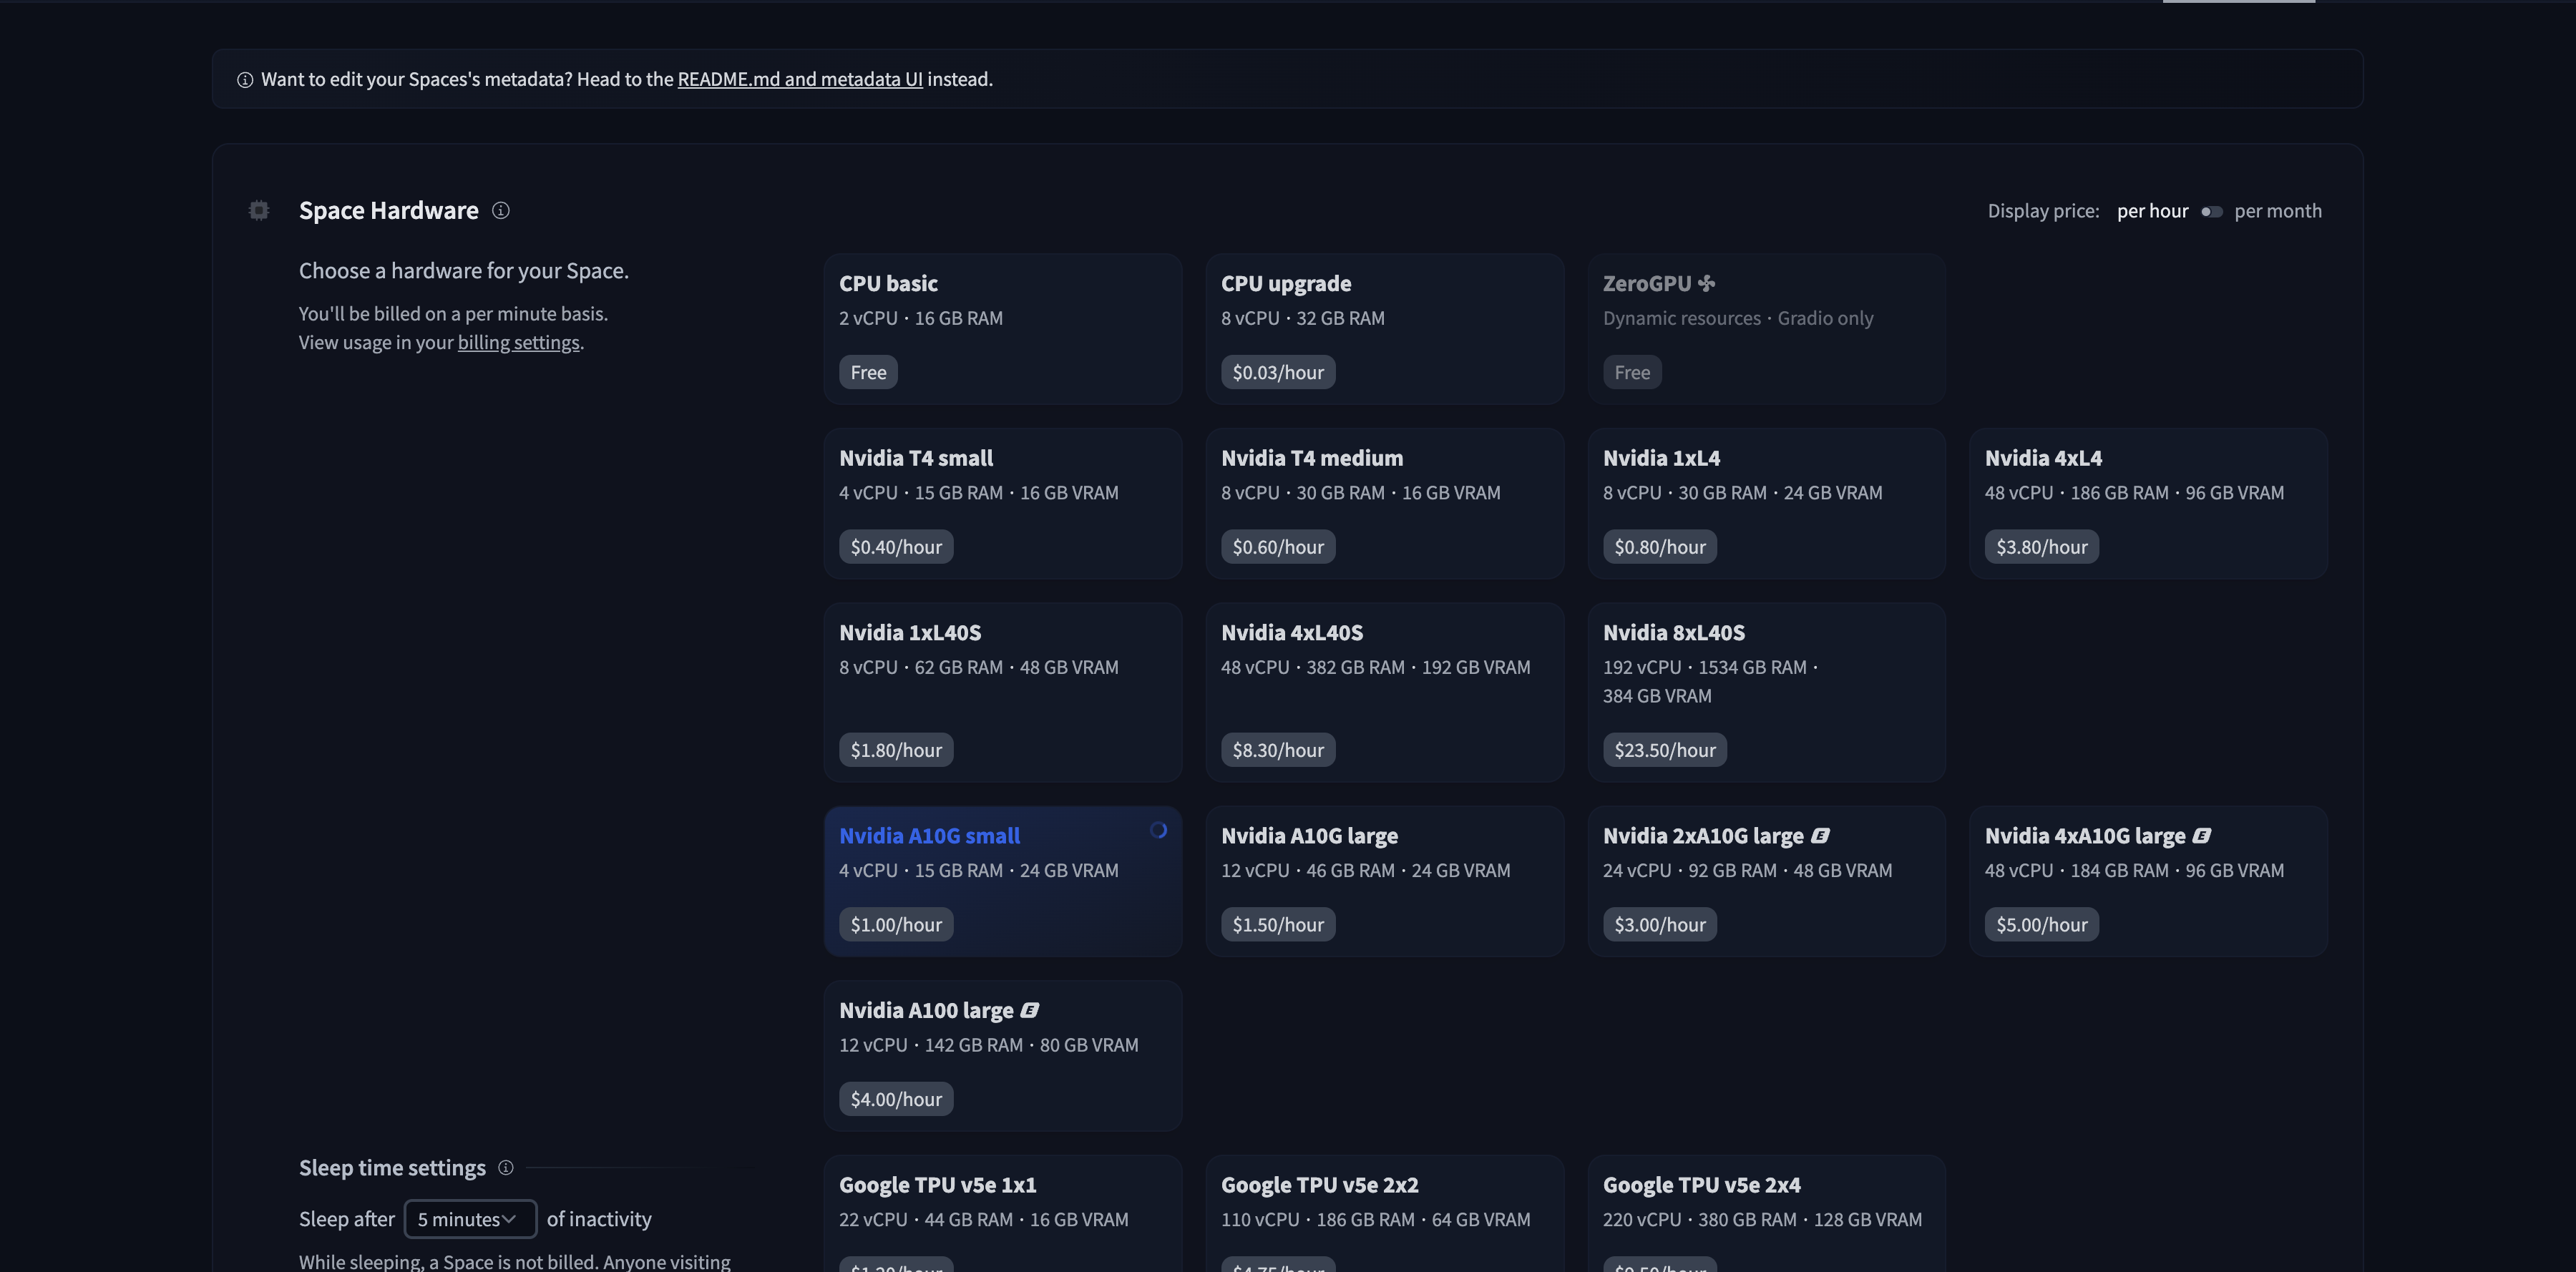 Want to edit your Spaces's metadata? Head to the README.md and metadata UI instead.
Space Hardware
Display price: per hour per month
Choose a hardware for your Space.
You'll be billed on a per minute basis.
View usage in your billing settings.
CPU basic
2 vCPU · 16 GB RAM
Free
CPU upgrade
8 vCPU · 32 GB RAM
$0.03/hour
ZeroGPU
Dynamic resources · Gradio only
Free
Nvidia T4 small
4 vCPU · 15 GB RAM · 16 GB VRAM
$0.40/hour
Nvidia T4 medium
8 vCPU · 30 GB RAM · 16 GB VRAM
$0.60/hour
Nvidia 1xL4
8 vCPU · 30 GB RAM · 24 GB VRAM
$0.80/hour
Nvidia 4xL4
48 vCPU · 186 GB RAM · 96 GB VRAM
$3.80/hour
Nvidia 1xL40S
8 vCPU · 62 GB RAM · 48 GB VRAM
$1.80/hour
Nvidia 4xL40S
48 vCPU · 382 GB RAM · 192 GB VRAM
$8.30/hour
Nvidia 8xL40S
192 vCPU · 1534 GB RAM ·
384 GB VRAM
$23.50/hour
Nvidia A10G small
4 vCPU · 15 GB RAM · 24 GB VRAM
$1.00/hour
Nvidia A10G large
12 vCPU · 46 GB RAM · 24 GB VRAM
$1.50/hour
Nvidia 2xA10G large E
24 vCPU · 92 GB RAM · 48 GB VRAM
$3.00/hour
Nvidia 4xA10G large E
48 vCPU · 184 GB RAM · 96 GB VRAM
$5.00/hour
Nvidia A100 large E
12 vCPU · 142 GB RAM · 80 GB VRAM
$4.00/hour
Sleep time settings
Sleep after 5 minutes of inactivity
While sleeping, a Space is not billed. Anyone visiting
Google TPU v5e 1x1
22 vCPU · 44 GB RAM · 16 GB VRAM
Google TPU v5e 2x2
110 vCPU · 186 GB RAM · 64 GB VRAM
Google TPU v5e 2x4
220 vCPU · 380 GB RAM · 128 GB VRAM